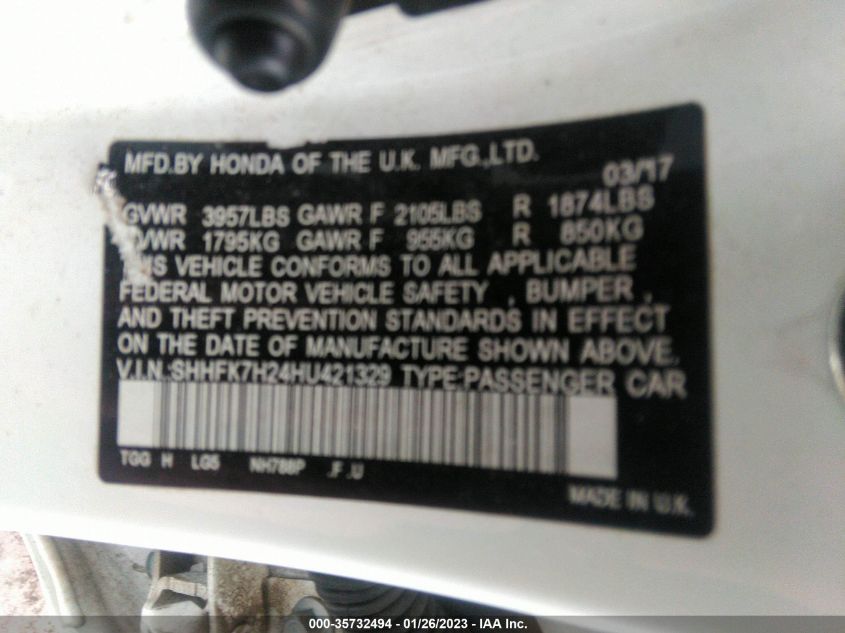 MFD.BY HONDA OF THE U.K. MFG.,LTD.
03/17
GVWR 3957LBS GAWR F 2105LBS R 1874LBS
GVWR 1795KG GAWR F 955KG R 850KG
THIS VEHICLE CONFORMS TO ALL APPLICABLE
FEDERAL MOTOR VEHICLE SAFETY , BUMPER ,
AND THEFT PREVENTION STANDARDS IN EFFECT
ON THE DATE OF MANUFACTURE SHOWN ABOVE.
V.I.N.SHHFK7H24HU421329 TYPE:PASSENGER CAR
TGG H LG5 NH788P .F .U
MADE IN U.K.
000-35732494 — 01/26/2023 — IAA Inc.